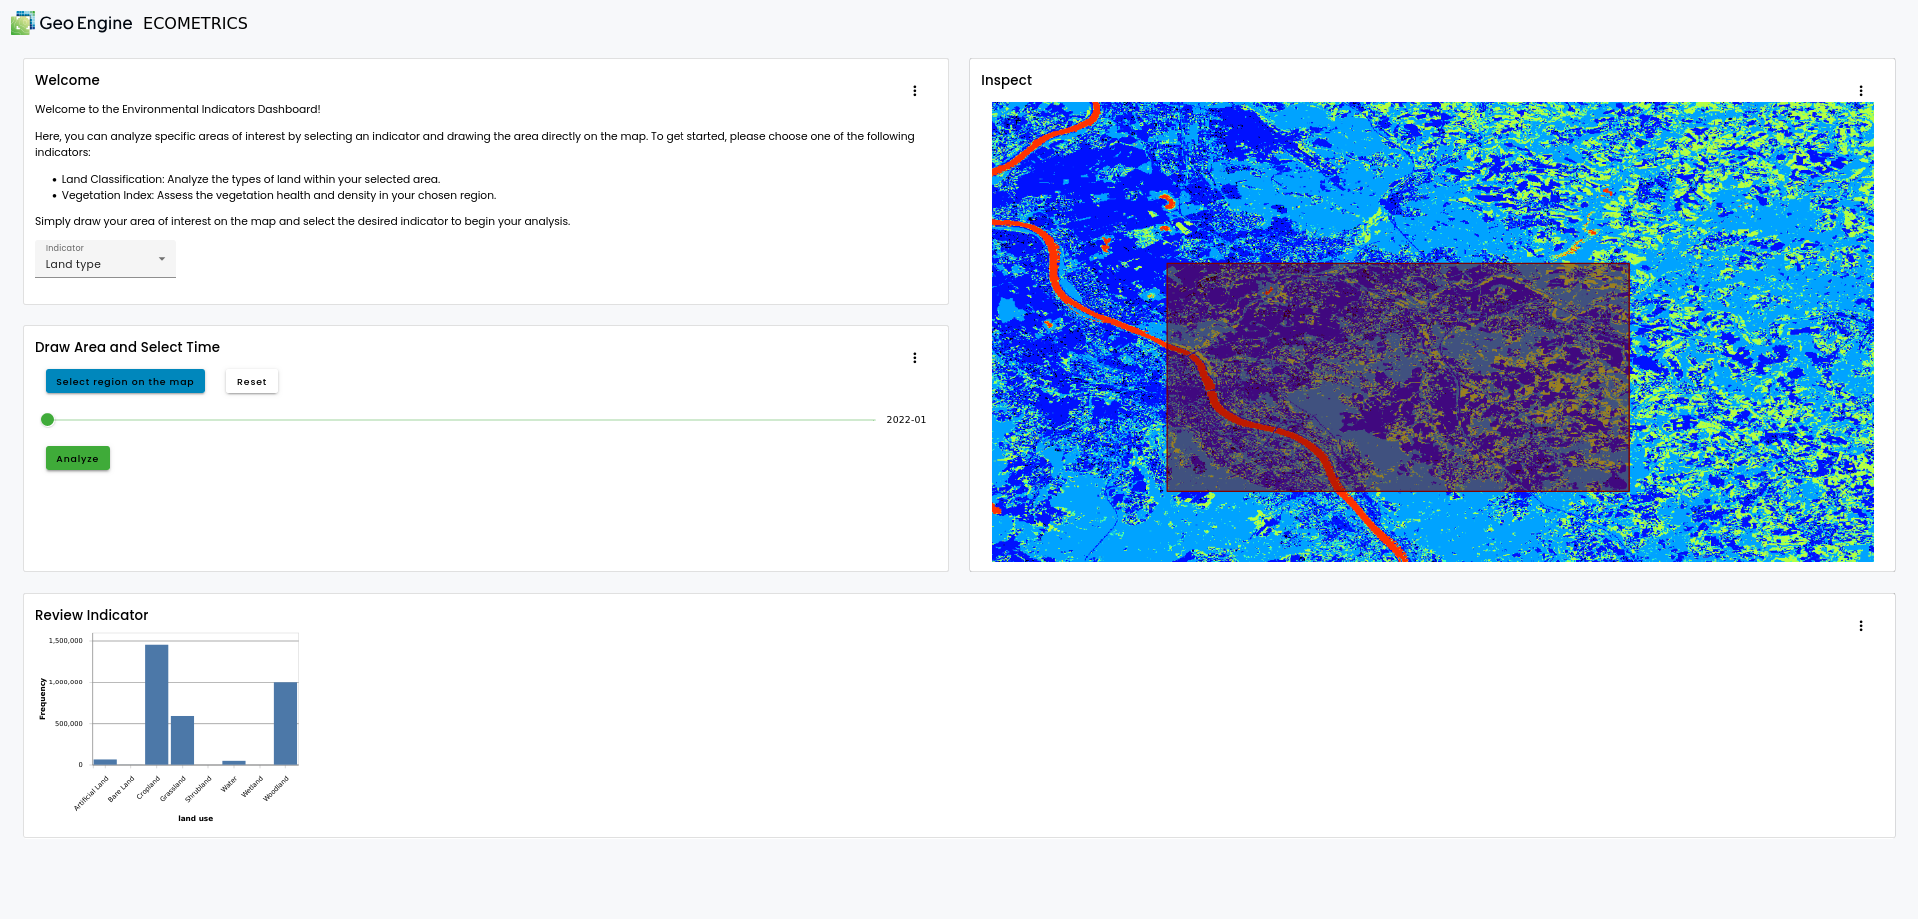 Geo Engine ECOMETRICS
Welcome
Welcome to the Environmental Indicators Dashboard!
Here, you can analyze specific areas of interest by selecting an indicator and drawing the area directly on the map. To get started, please choose one of the following
indicators:
• Land Classification: Analyze the types of land within your selected area.
• Vegetation Index: Assess the vegetation health and density in your chosen region.
Simply draw your area of interest on the map and select the desired indicator to begin your analysis.
Indicator
Land type
Inspect
Draw Area and Select Time
Select region on the map
Reset
2022-01
Analyze
Review Indicator
1,500,000
1,000,000
500,000
0
Frequency
Artificial Land
Bare Land
Cropland
Grassland
Shrubland
Water
Wetland
Woodland
land use